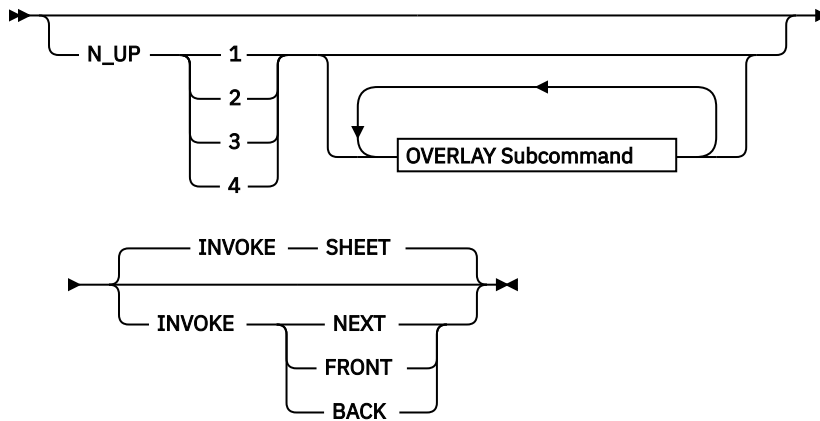 N_UP 1
2
3
4
OVERLAY Subcommand
INVOKE SHEET
INVOKE NEXT
FRONT
BACK